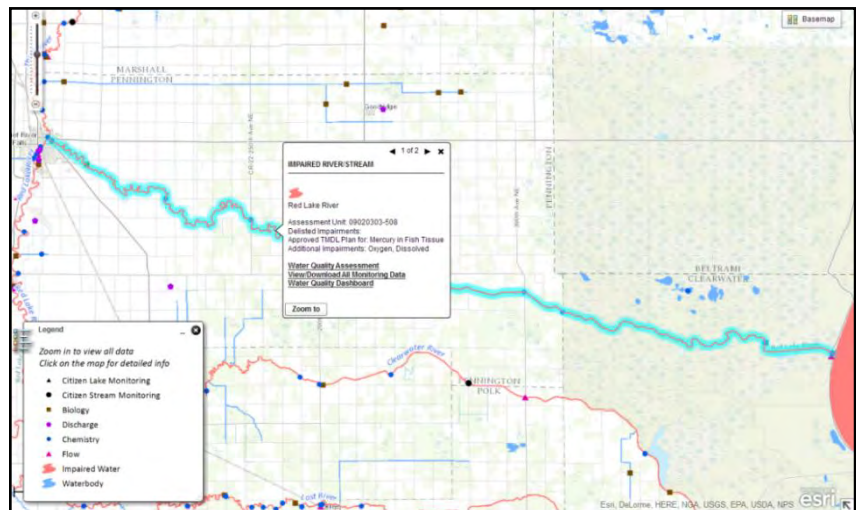 Basemap
MARSHALL
PENNINGTON
Goodridge
Falls
1 of 2
IMPAIRED RIVER/STREAM
Red Lake River
Assessment Unit: 09020303-508
Delisted Impairments:
Approved TMDL Plan for: Mercury in Fish Tissue
Additional Impairments: Oxygen, Dissolved
Water Quality Assessment
View/Download All Monitoring Data
Water Quality Dashboard
Zoom to
PENNINGTON
BELTRAMI
CLEARWATER
Legend
Zoom in to view all data
Click on the map for detailed info
Citizen Lake Monitoring
Citizen Stream Monitoring
Biology
Discharge
Chemistry
Flow
Impaired Water
Waterbody
Clearwater River
PENNINGTON
POLK
Lost River
Esri, DeLorme, HERE, NGA, USGS, EPA, USDA, NPS
esri